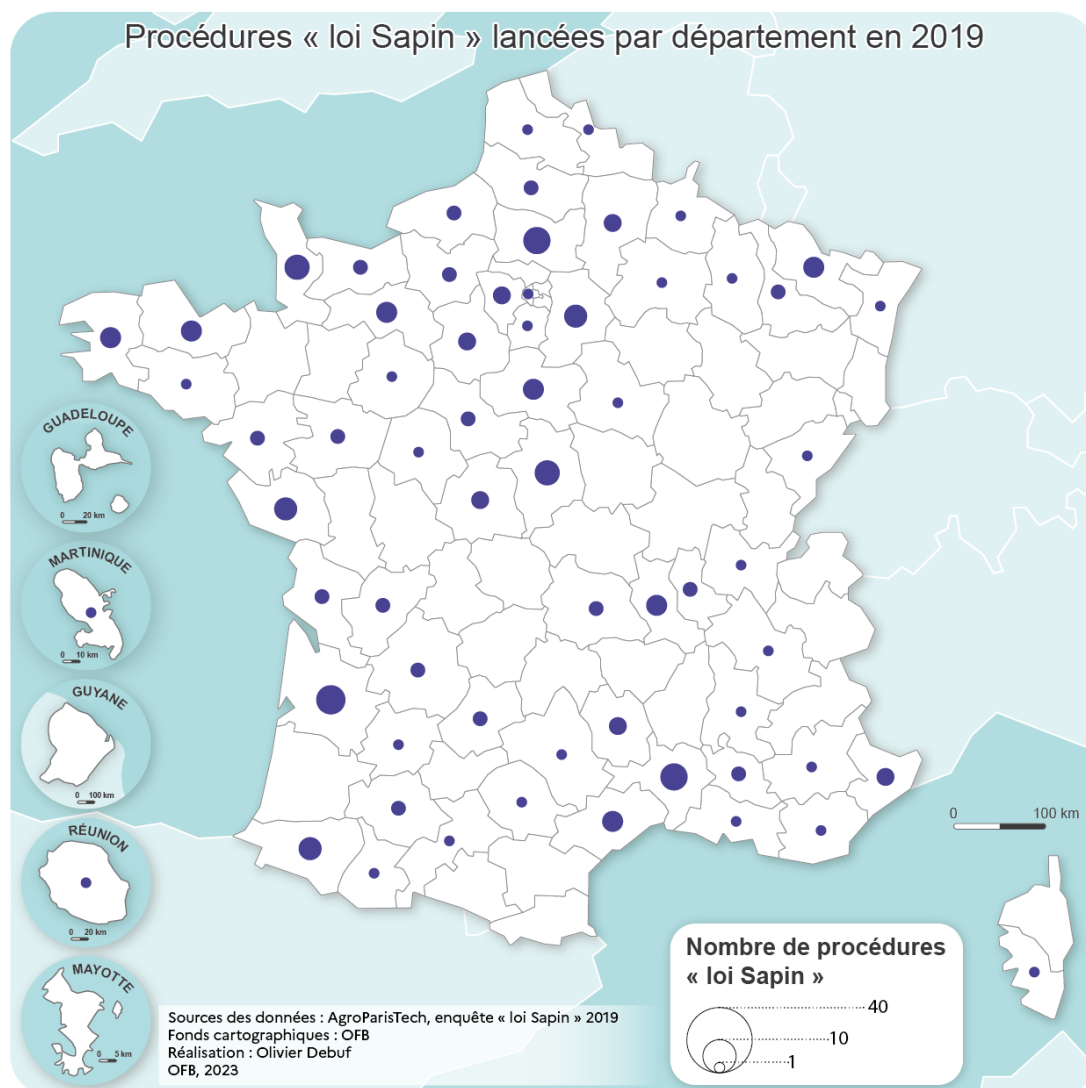 Procédures « loi Sapin » lancées par département en 2019
GUADELOUPE
0 20 km
MARTINIQUE
0 10 km
GUYANE
0 100 km
RÉUNION
0 20 km
MAYOTTE
0 5 km
0 100 km
Nombre de procédures
« loi Sapin »
40
10
1
Sources des données : AgroParisTech, enquête « loi Sapin » 2019
Fonds cartographiques : OFB
Réalisation : Olivier Debuf
OFB, 2023